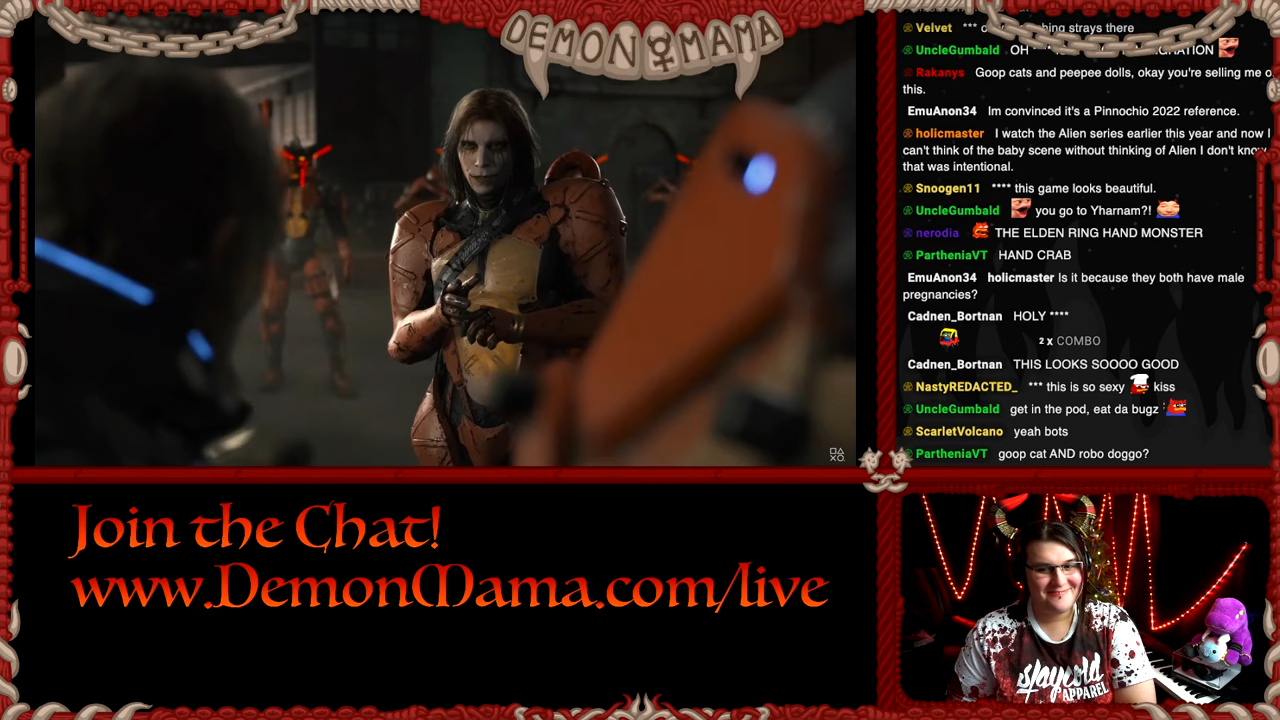 DEMON MAMA
Velvet *** strays there
UncleGumbald OH
Rakanys Goop cats and peepee dolls, okay you're selling me
this.
EmuAnon34 Im convinced it's a Pinnochio 2022 reference.
holicmaster I watch the Alien series earlier this year and now I
can't think of the baby scene without thinking of Alien I don't know
that was intentional.
Snoogen11 **** this game looks beautiful.
UncleGumbald you go to Yharnam?!
nerodia THE ELDEN RING HAND MONSTER
PartheniaVT HAND CRAB
EmuAnon34 holicmaster Is it because they both have male
pregnancies?
Cadnen_Bortnan HOLY ****
2 x COMBO
Cadnen_Bortnan THIS LOOKS SOOOO GOOD
NastyREDACTED_ *** this is so sexy kiss
UncleGumbald get in the pod, eat da bugz
ScarletVolcano yeah bots
PartheniaVT goop cat AND robo doggo?
Join the Chat!
www.DemonMama.com/live
staycold
APPAREL